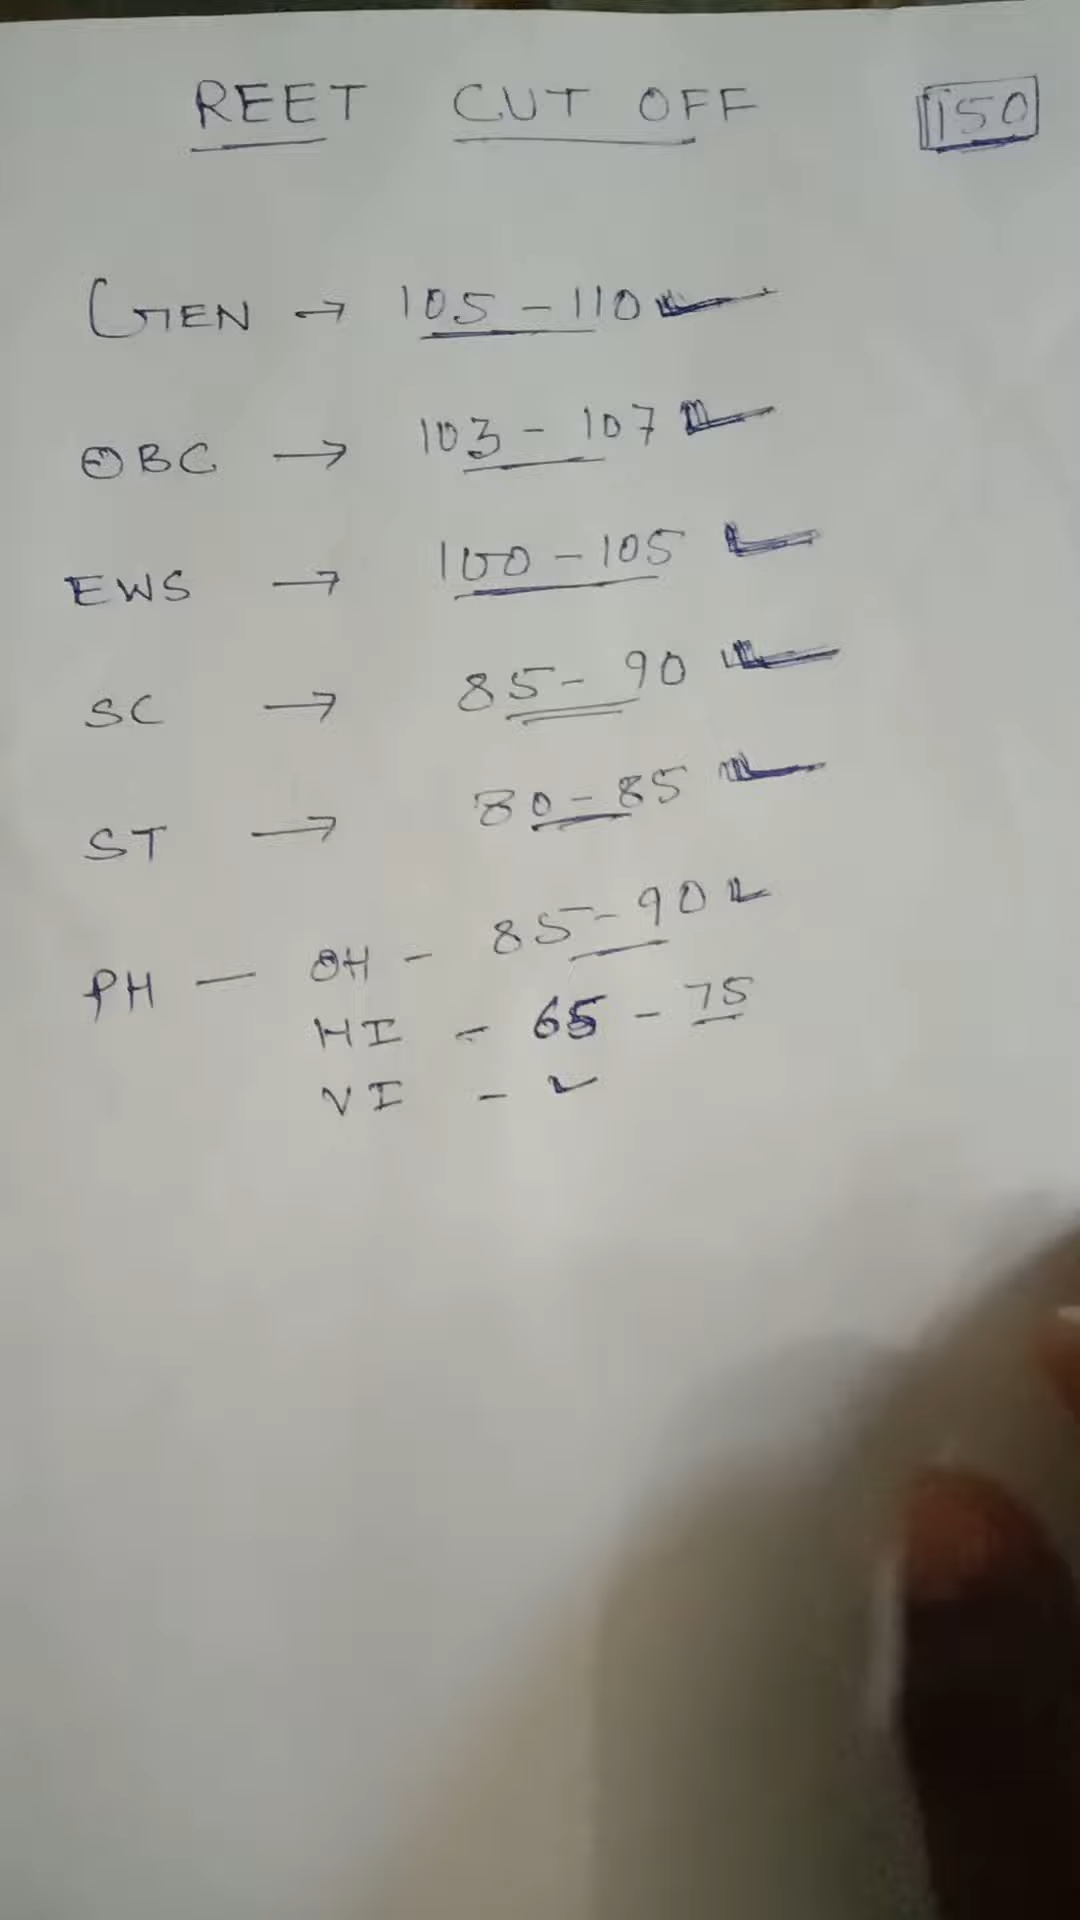 REET CUT OFF 150
GEN → 105 - 110 ✓
OBC → 103 - 107 ✓
EWS → 100 - 105 ✓
SC → 85 - 90 ✓
ST → 80 - 85 ✓
PH — OH - 85 - 90 ✓
HI - 65 - 75
VI - ✓